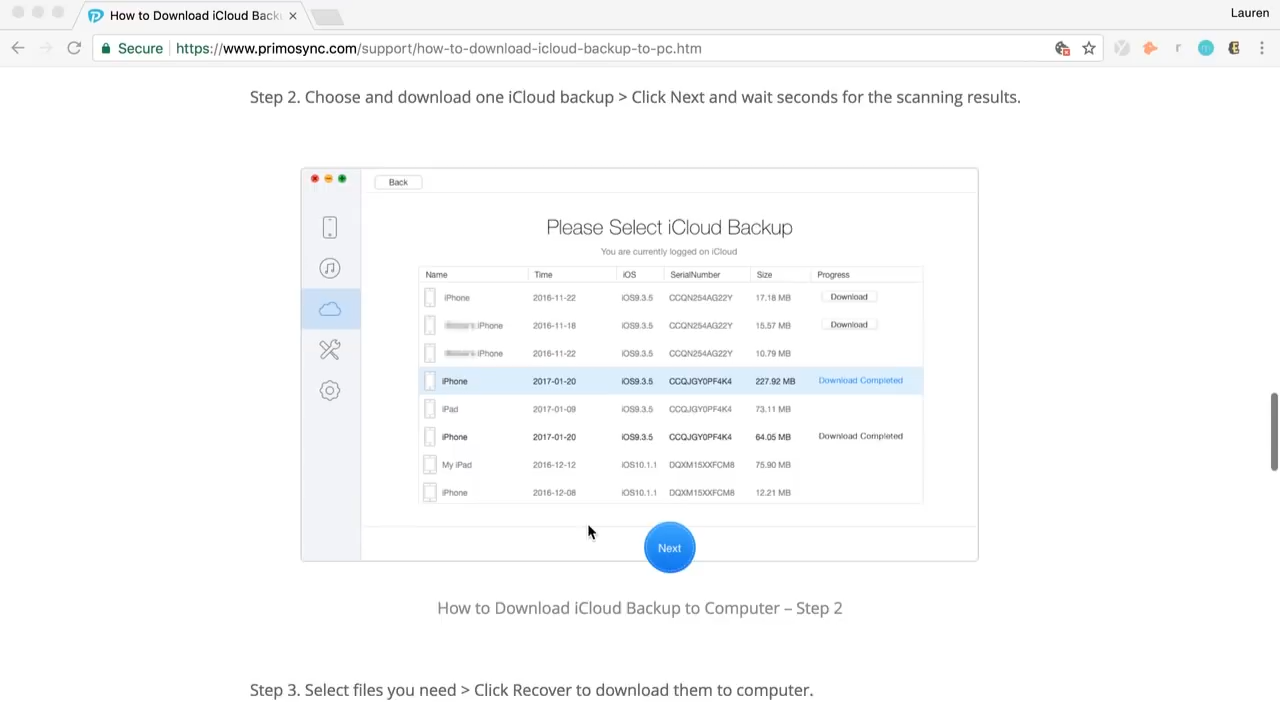 How to Download iCloud Backu
Lauren
Secure https://www.primosync.com/support/how-to-download-icloud-backup-to-pc.htm
Step 2. Choose and download one iCloud backup > Click Next and wait seconds for the scanning results.
Back
Please Select iCloud Backup
You are currently logged on iCloud
Name Time iOS SerialNumber Size Progress
iPhone 2016-11-22 iOS9.3.5 CCQN254AG22Y 17.18 MB Download
iPhone 2016-11-18 iOS9.3.5 CCQN254AG22Y 15.57 MB Download
iPhone 2016-11-22 iOS9.3.5 CCQN254AG22Y 10.79 MB
iPhone 2017-01-20 iOS9.3.5 CCQJGY0PF4K4 227.92 MB Download Completed
iPad 2017-01-09 iOS9.3.5 CCQJGY0PF4K4 73.11 MB
iPhone 2017-01-20 iOS9.3.5 CCQJGY0PF4K4 64.05 MB Download Completed
My iPad 2016-12-12 iOS10.1.1 DQXM15XXFCM8 75.90 MB
iPhone 2016-12-08 iOS10.1.1 DQXM15XXFCM8 12.21 MB
Next
How to Download iCloud Backup to Computer – Step 2
Step 3. Select files you need > Click Recover to download them to computer.